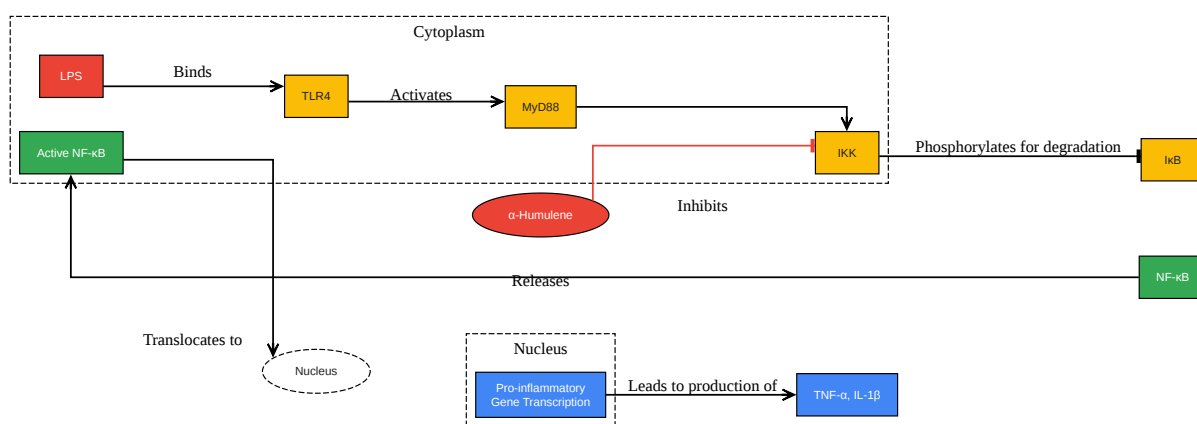 Cytoplasm
LPS
Binds
TLR4
Activates
MyD88
Active NF-κB
IKK
Phosphorylates for degradation
IκB
α-Humulene
Inhibits
Releases
NF-κB
Translocates to
Nucleus
Nucleus
Pro-inflammatory
Gene Transcription
Leads to production of
TNF-α, IL-1β